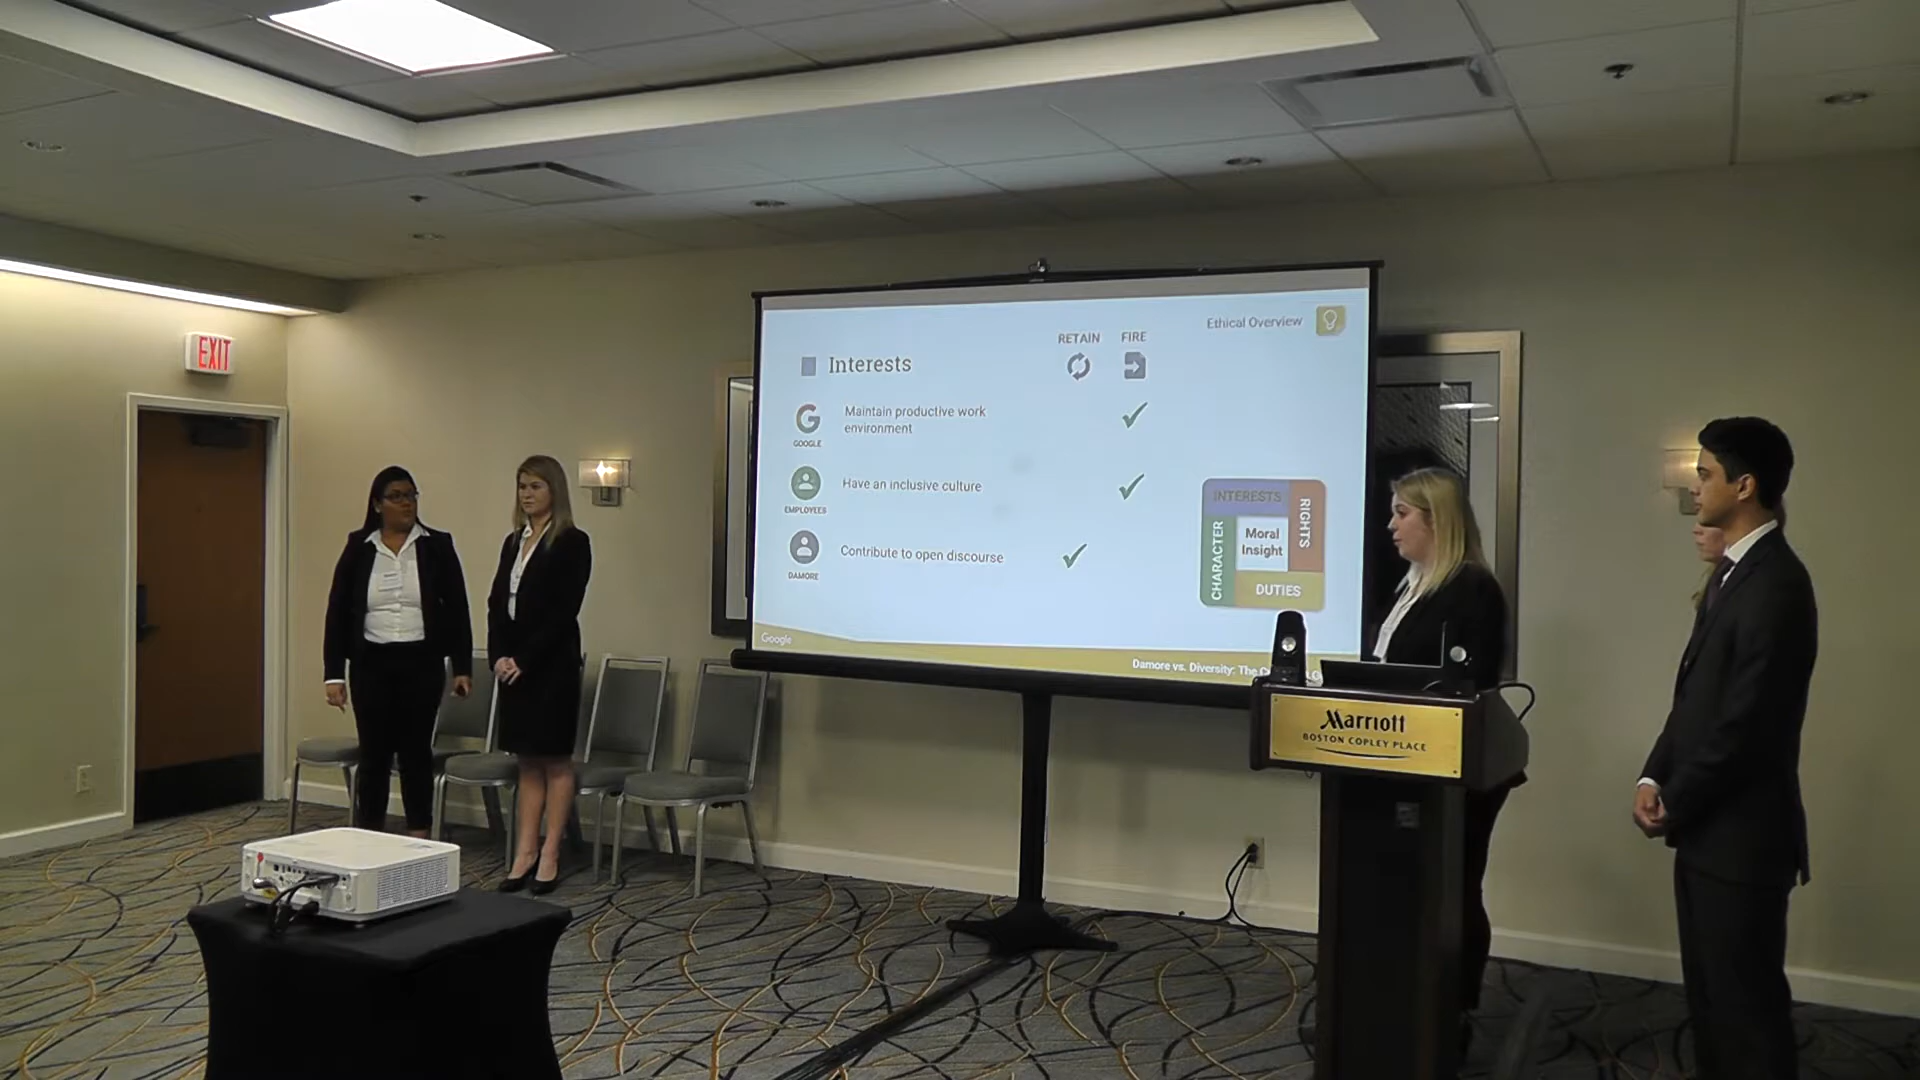 EXIT
Ethical Overview
RETAIN
FIRE
Interests
GOOGLE
Maintain productive work
environment
EMPLOYEES
Have an inclusive culture
DAMORE
Contribute to open discourse
INTERESTS
RIGHTS
CHARACTER
Moral
Insight
DUTIES
Google
Damore vs. Diversity: The
Marriott
BOSTON COPLEY PLACE